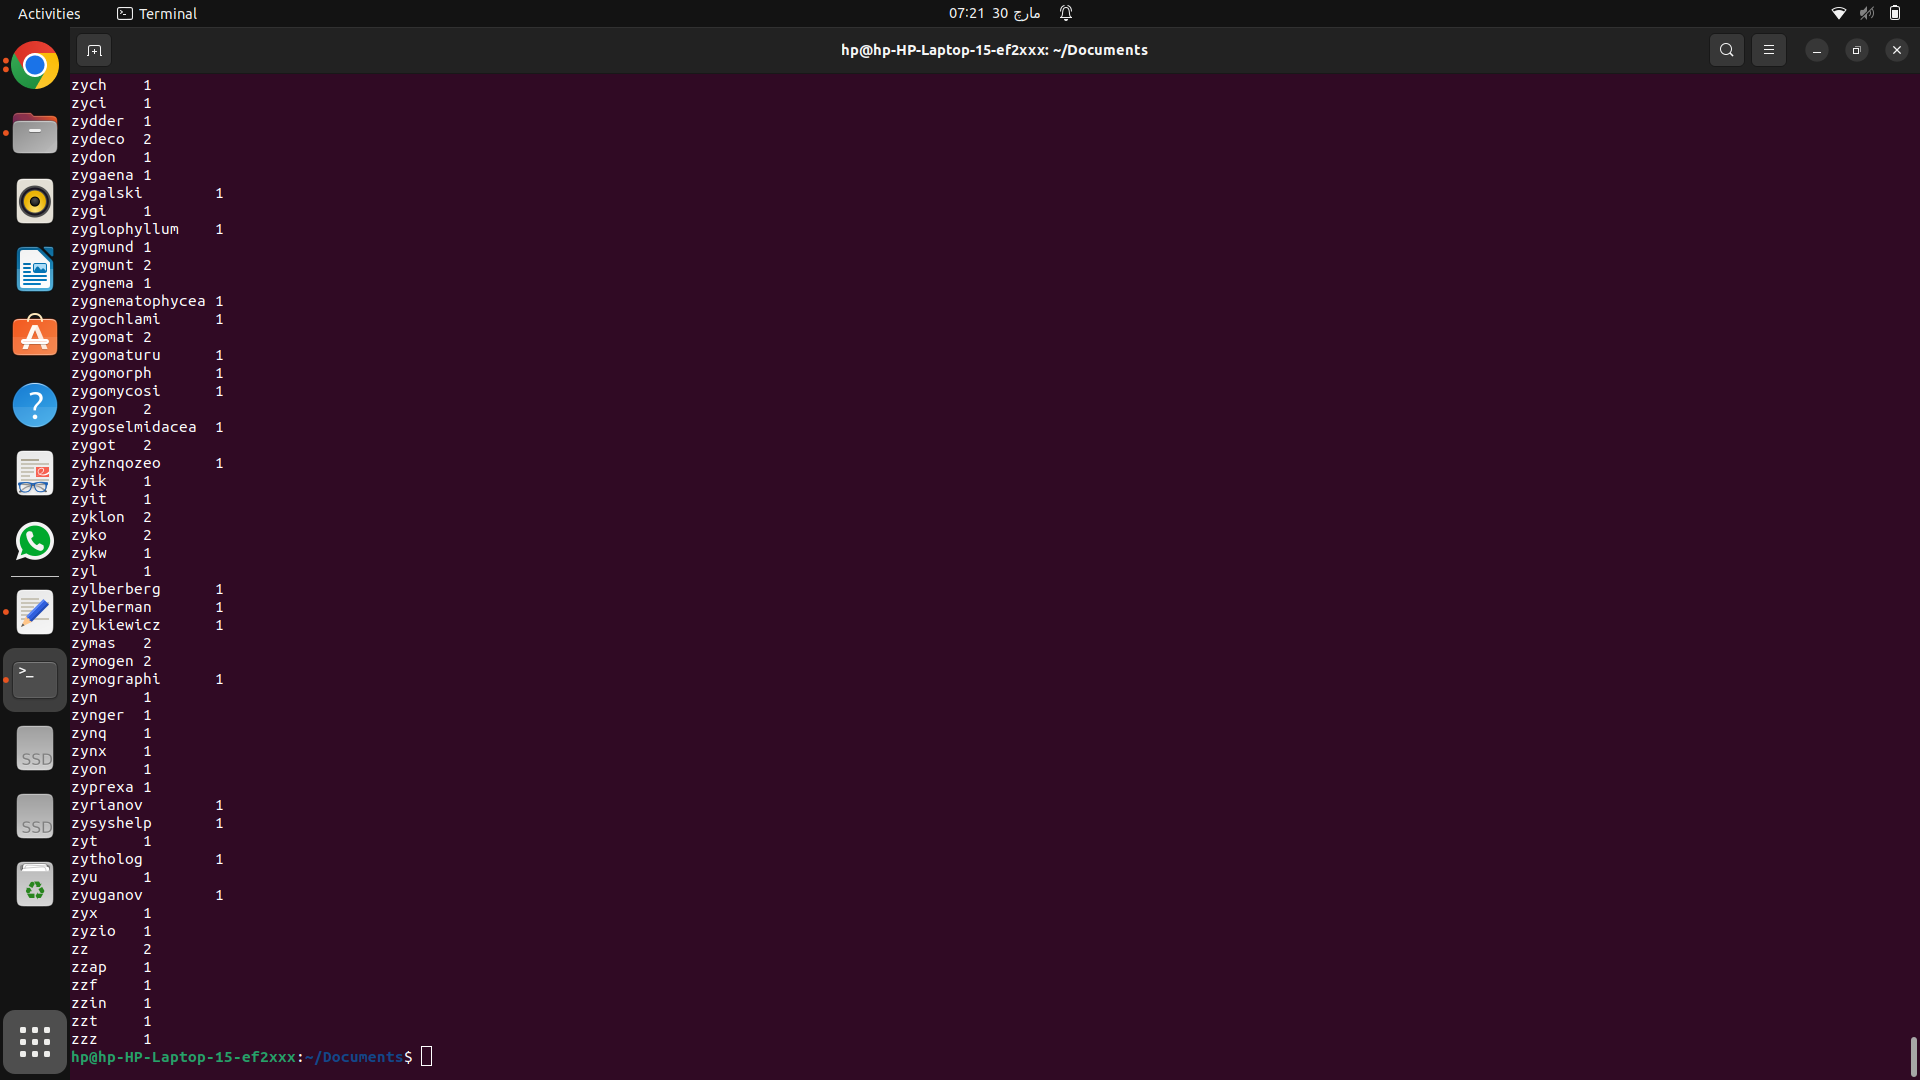 Activities Terminal 07:21 30 مارچ
hp@hp-HP-Laptop-15-ef2xxx: ~/Documents
zych 1
zyci 1
zydder 1
zydeco 2
zydon 1
zygaena 1
zygalski 1
zygi 1
zyglophyllum 1
zygmund 1
zygmunt 2
zygnema 1
zygnematophycea 1
zygochlami 1
zygomat 2
zygomaturu 1
zygomorph 1
zygomycosi 1
zygon 2
zygoselmidacea 1
zygot 2
zyhznqozeo 1
zyik 1
zyit 1
zyklon 2
zyko 2
zykw 1
zyl 1
zylberberg 1
zylberman 1
zylkiewicz 1
zymas 2
zymogen 2
zymographi 1
zyn 1
zynger 1
zynq 1
zynx 1
zyon 1
zyprexa 1
zyrianov 1
zysyshelp 1
zyt 1
zytholog 1
zyu 1
zyuganov 1
zyx 1
zyzio 1
zz 2
zzap 1
zzf 1
zzin 1
zzt 1
zzz 1
hp@hp-HP-Laptop-15-ef2xxx:~/Documents$
SSD
SSD